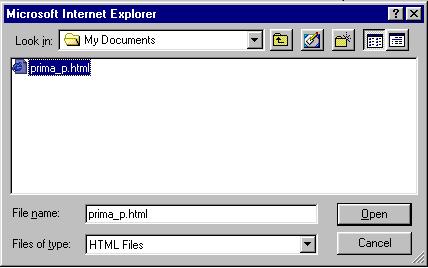 Microsoft Internet Explorer
Look in: My Documents
prima_p.html
File name: prima_p.html Open
Files of type: HTML Files Cancel